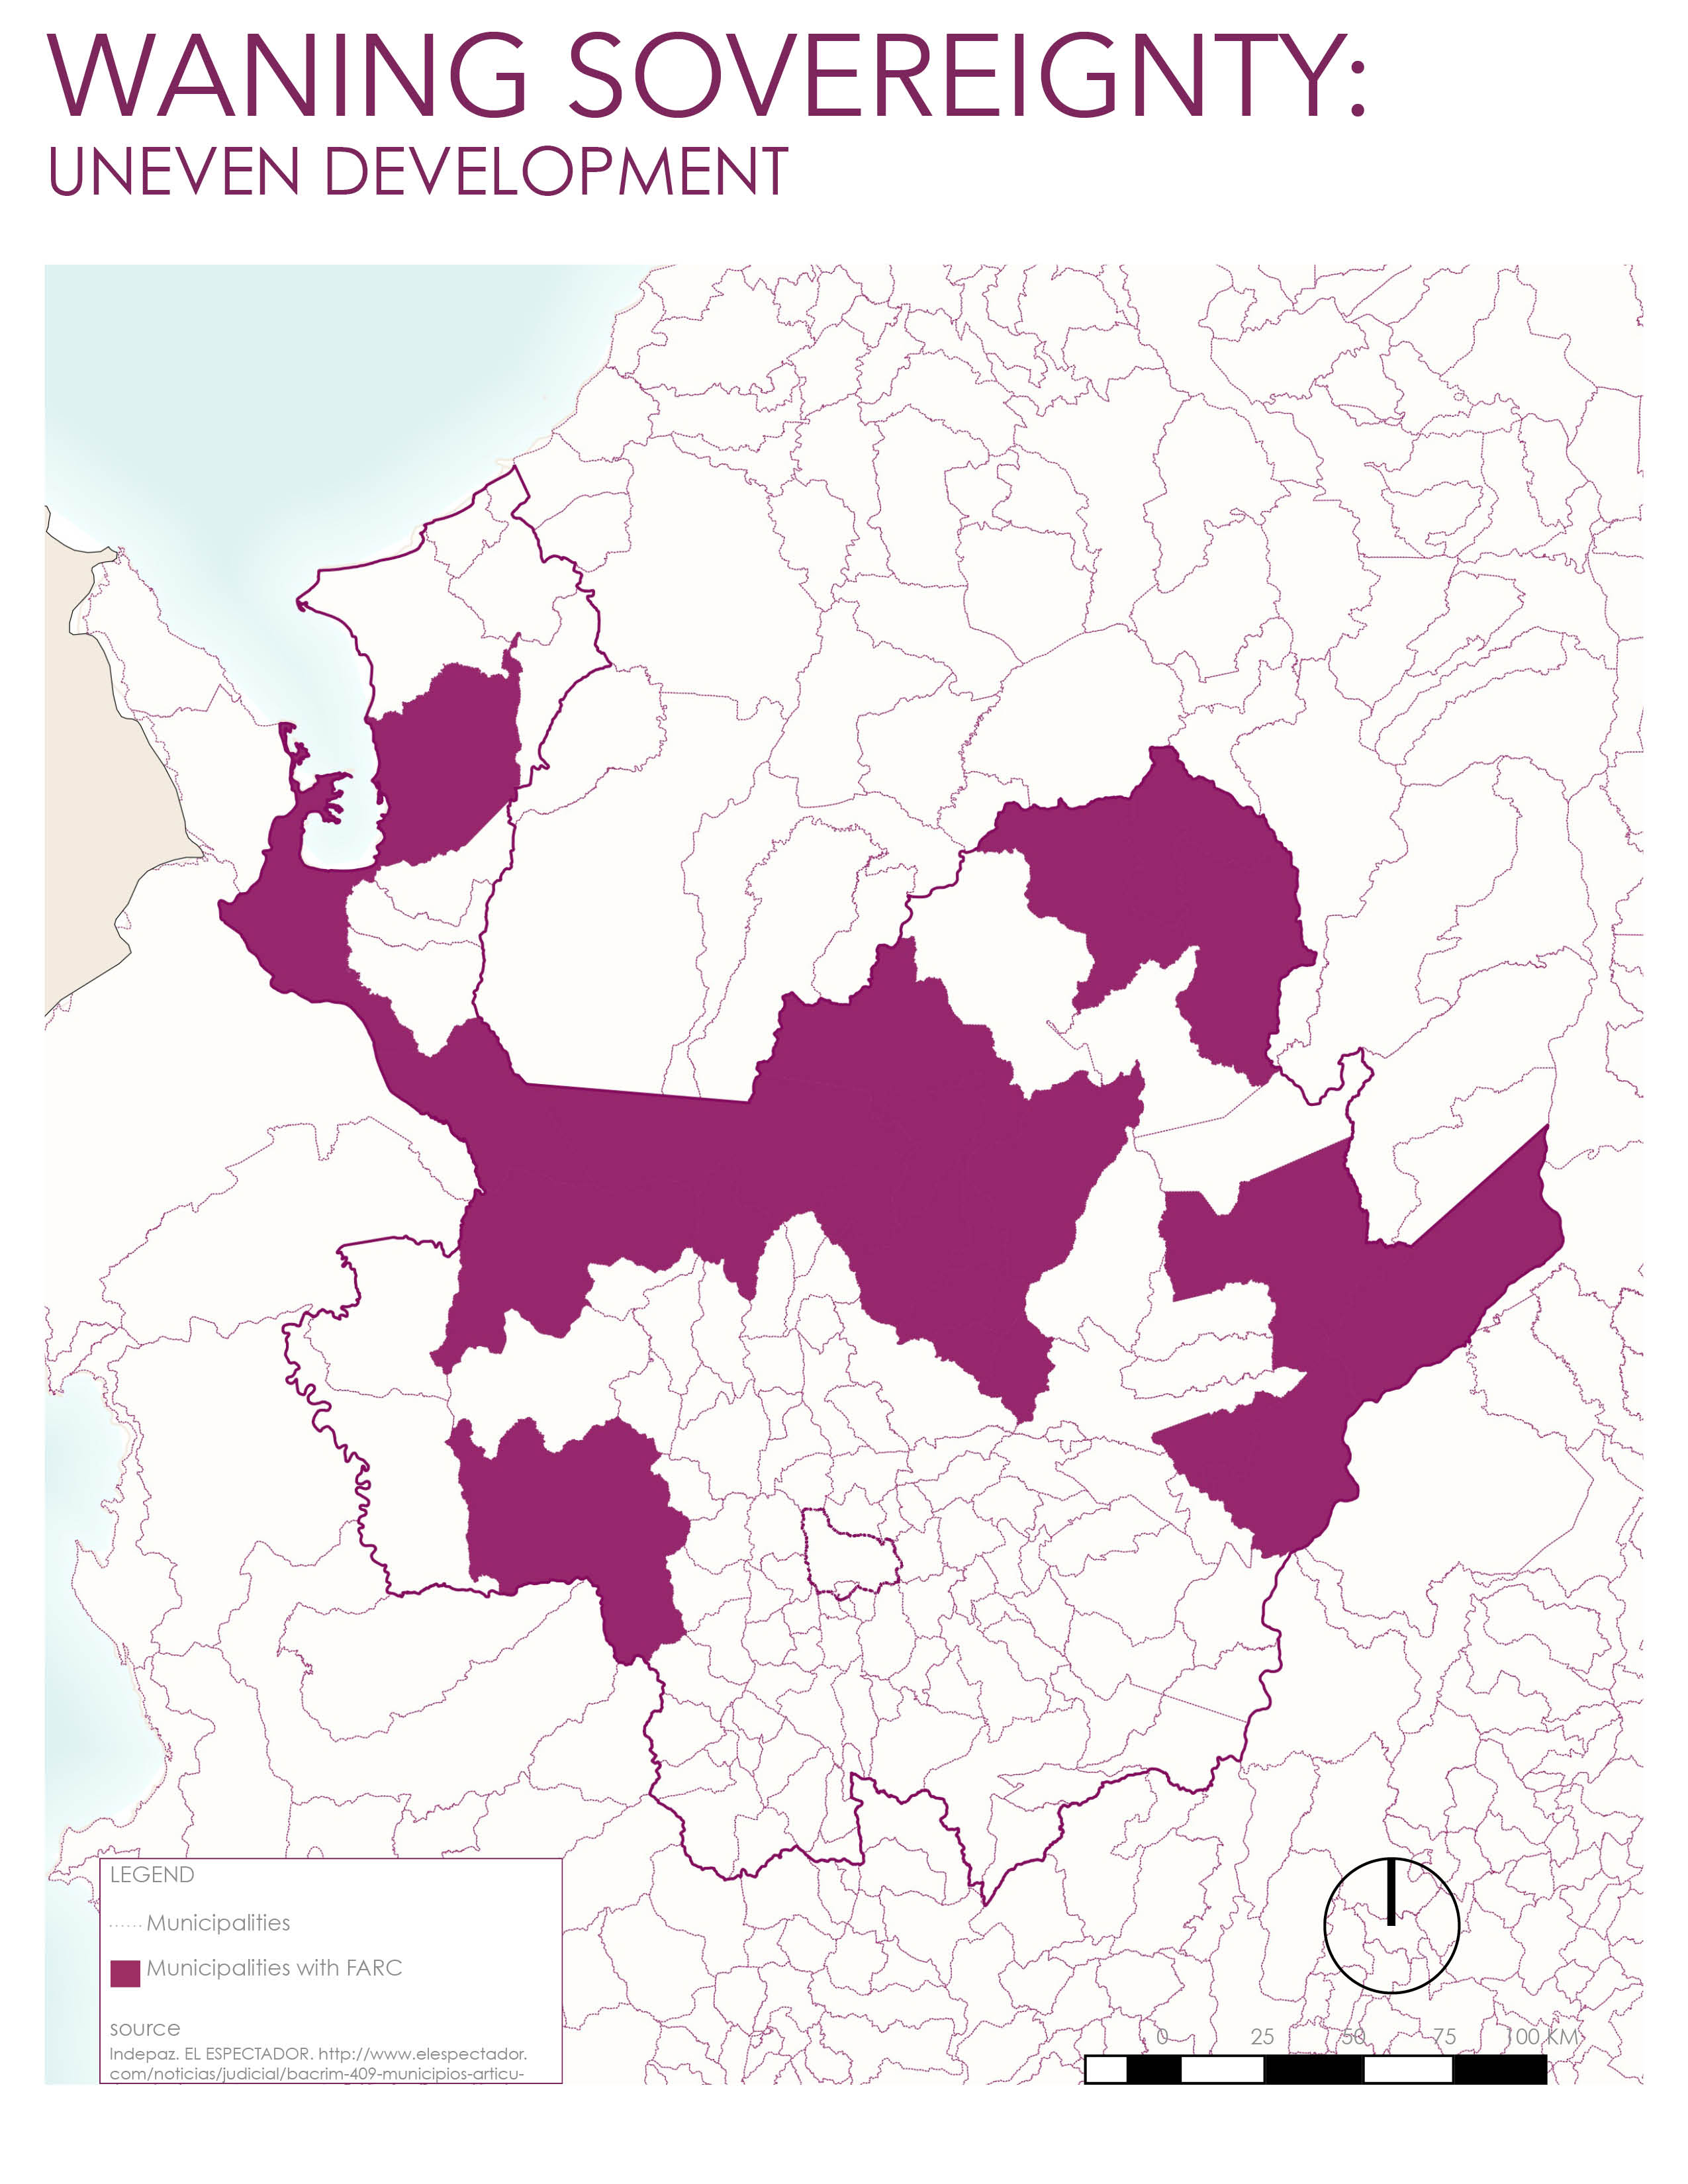 WANING SOVEREIGNTY:
UNEVEN DEVELOPMENT
LEGEND
Municipalities
Municipalities with FARC
source
Indepaz. EL ESPECTADOR. http://www.elespectador.
com/noticias/judicial/bacrim-409-municipios-articu-
0 25 50 75 100 KM